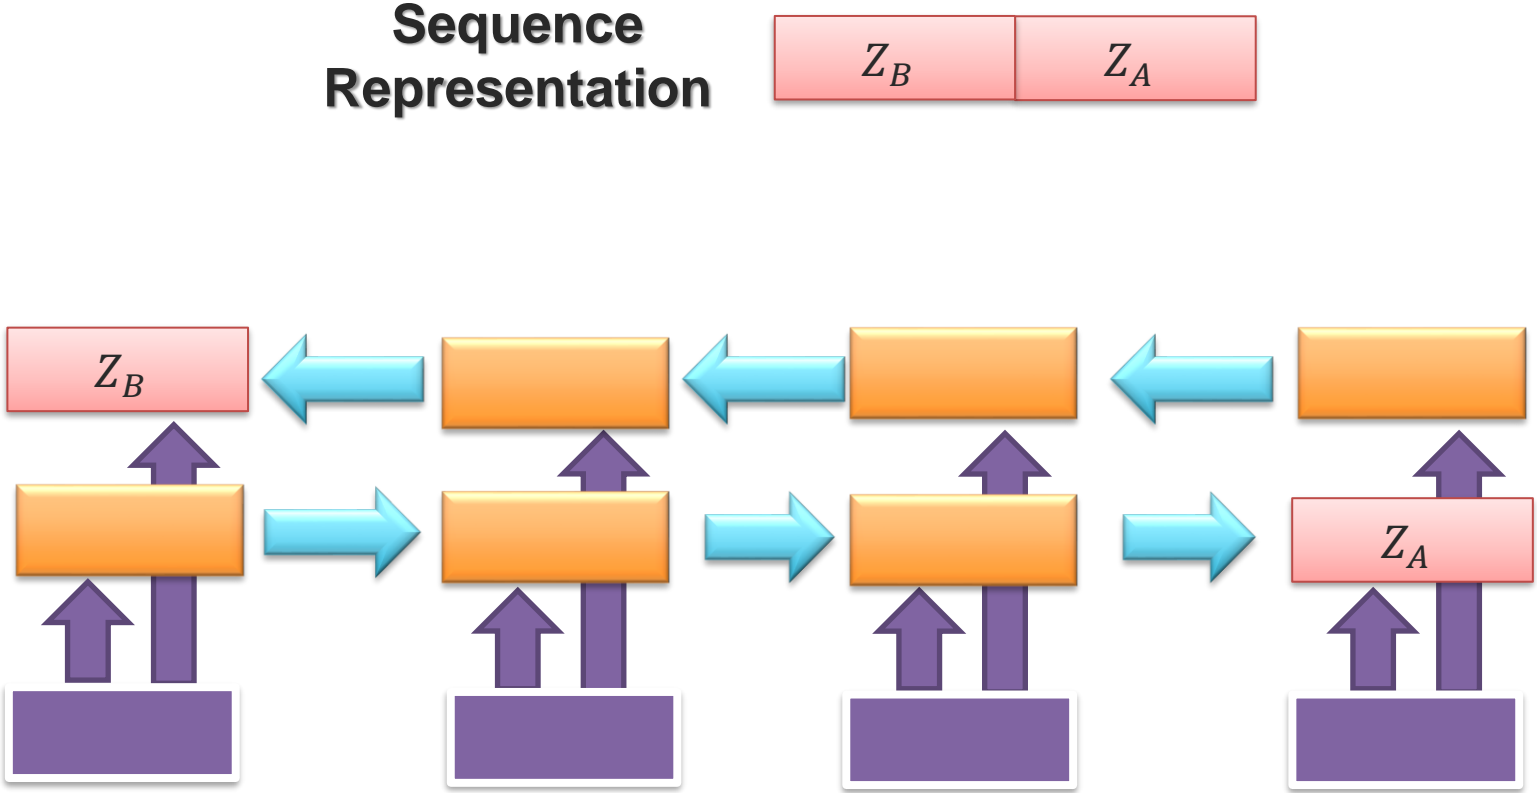 Sequence
Representation
Z_B Z_A
Z_B
Z_A